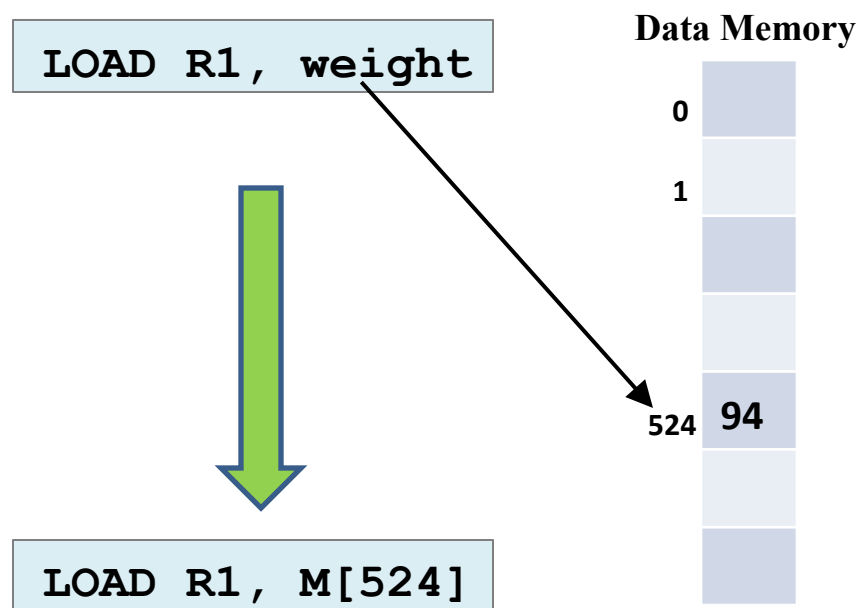 Data Memory
LOAD R1, weight
0
1
524 94
LOAD R1, M[524]